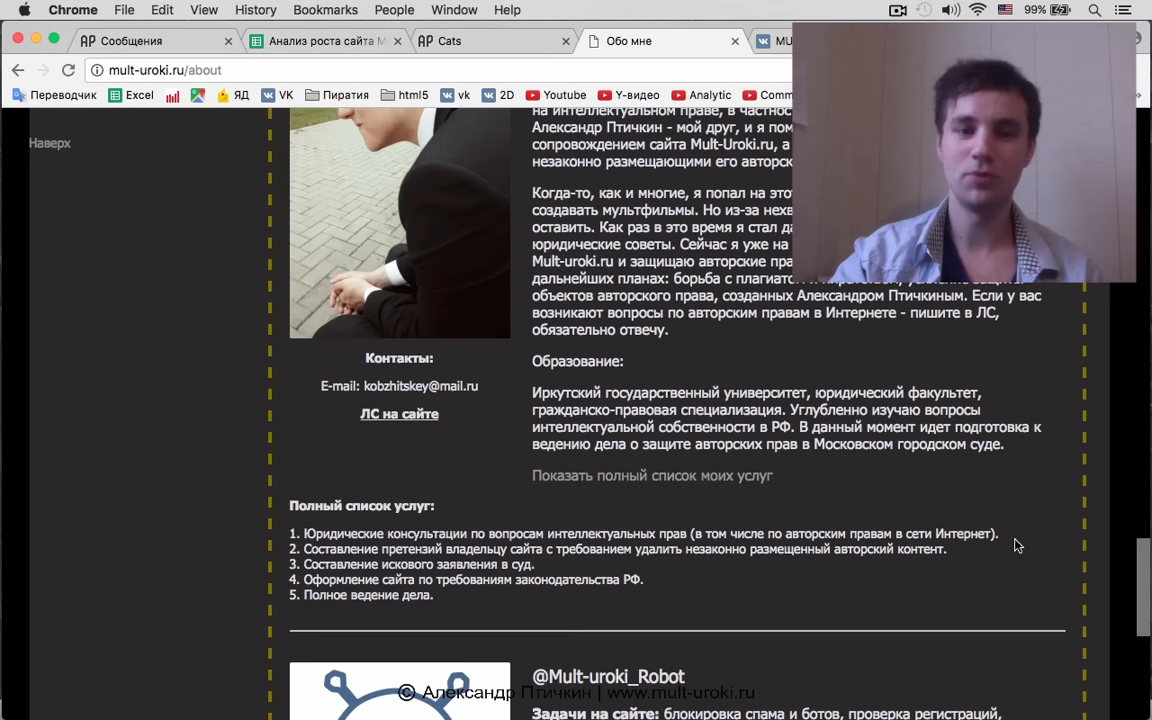 Chrome File Edit View History Bookmarks People Window Help 99%
Сообщения Анализ роста сайта M Cats Обо мне MU
mult-uroki.ru/about
Переводчик Excel ЯД VK Пиратия html5 vk 2D Youtube Y-видео Analytic Comm
Наверх
на интеллектуальном праве, в
Александр Птичкин - мой друг, и я
сопровождением сайта Mult-Uroki.ru, а
незаконно размещающими его
Когда-то, как и многие, я попал на
создавать мультфильмы. Но из-за
оставить. Как раз в это время я стал
юридические советы. Сейчас я уже на
Mult-uroki.ru и защищаю авторские
дальнейших планах: борьба с
объектов авторского права, созданных Александром Птичкиным. Если у вас
возникают вопросы по авторским правам в Интернете - пишите в ЛС,
обязательно отвечу.
Контакты:
E-mail: kobzhitskey@mail.ru
ЛС на сайте
Образование:
Иркутский государственный университет, юридический факультет,
гражданско-правовая специализация. Углубленно изучаю вопросы
интеллектуальной собственности в РФ. В данный момент идет подготовка к
ведению дела о защите авторских прав в Московском городском суде.
Показать полный список моих услуг
Полный список услуг:
1. Юридические консультации по вопросам интеллектуальных прав (в том числе по авторским правам в сети Интернет).
2. Составление претензий владельцу сайта с требованием удалить незаконно размещенный авторский контент.
3. Составление искового заявления в суд.
4. Оформление сайта по требованиям законодательства РФ.
5. Полное ведение дела.
@Mult-uroki_Robot
© Александр Птичкин | www.mult-uroki.ru
Задачи на сайте: блокировка спама и ботов, проверка регистраций,